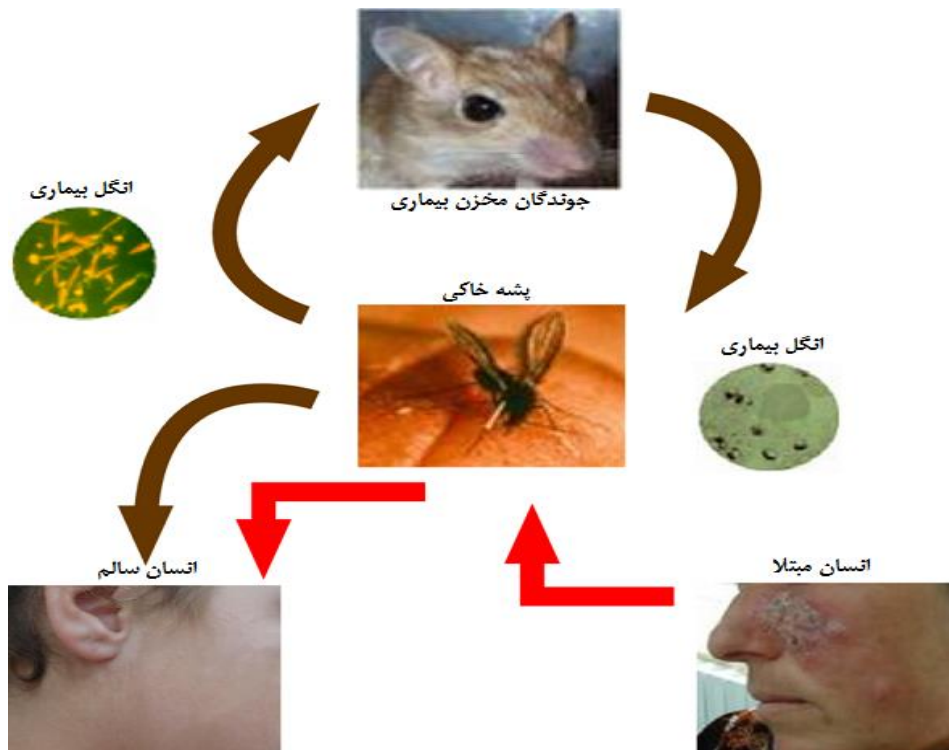 جوندگان مخزن بیماری
انگل بیماری
پشه خاکی
انگل بیماری
انسان سالم
انسان مبتلا